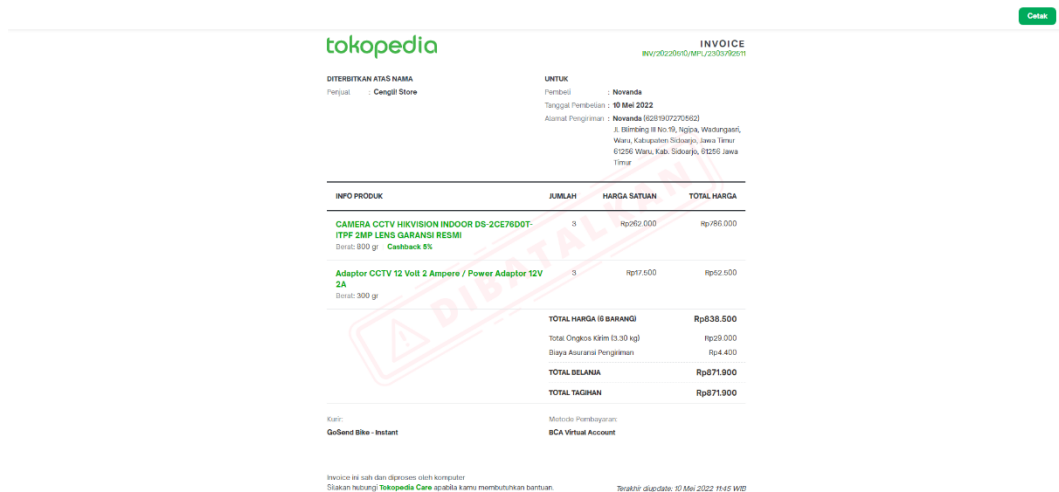 Cetak
tokopedia
INVOICE
INV/20220510/MPL/2303792511
DITERBITKAN ATAS NAMA
Penjual : Cengli! Store
UNTUK
Pembeli : Novanda
Tanggal Pembelian : 10 Mei 2022
Alamat Pengiriman : Novanda (6281907270562)
Jl. Blimbing III No.19, Ngipa, Wadungasri,
Waru, Kabupaten Sidoarjo, Jawa Timur
61256 Waru, Kab. Sidoarjo, 61256 Jawa
Timur
INFO PRODUK JUMLAH HARGA SATUAN TOTAL HARGA
CAMERA CCTV HIKVISION INDOOR DS-2CE76D0T- 3 Rp262.000 Rp786.000
ITPF 2MP LENS GARANSI RESMI
Berat: 800 gr Cashback 5%
Adaptor CCTV 12 Volt 2 Ampere / Power Adaptor 12V 3 Rp17.500 Rp52.500
2A
Berat: 300 gr
DIBATALKAN
TOTAL HARGA (6 BARANG) Rp838.500
Total Ongkos Kirim (3.30 kg) Rp29.000
Biaya Asuransi Pengiriman Rp4.400
TOTAL BELANJA Rp871.900
TOTAL TAGIHAN Rp871.900
Kurir:
GoSend Bike - Instant
Metode Pembayaran:
BCA Virtual Account
Invoice ini sah dan diproses oleh komputer
Silakan hubungi Tokopedia Care apabila kamu membutuhkan bantuan.
Terakhir diupdate: 10 Mei 2022 11:45 WIB